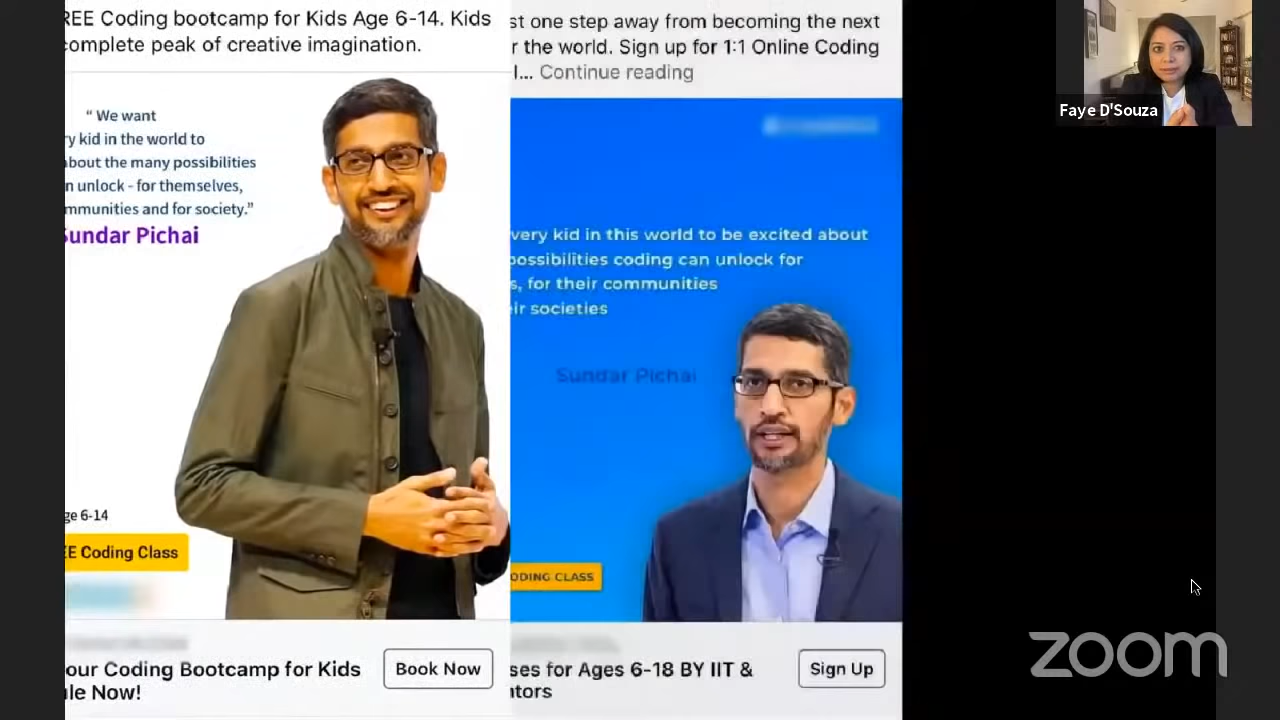 REE Coding bootcamp for Kids Age 6-14. Kids
complete peak of creative imagination.
“ We want
ry kid in the world to
about the many possibilities
n unlock - for themselves,
mmunities and for society.”
Sundar Pichai
ge 6-14
EE Coding Class
our Coding Bootcamp for Kids
ule Now!
Book Now
st one step away from becoming the next
r the world. Sign up for 1:1 Online Coding
l... Continue reading
very kid in this world to be excited about
possibilities coding can unlock for
s, for their communities
eir societies
Sundar Pichai
ODING CLASS
ses for Ages 6-18 BY IIT &
ntors
Sign Up
Faye D'Souza
zoom